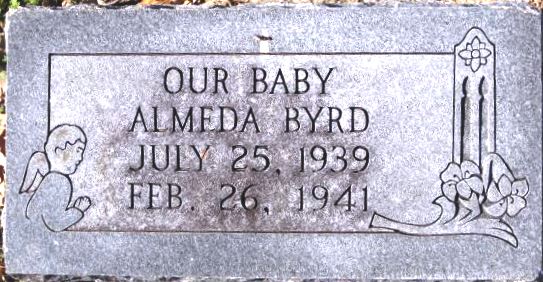 OUR BABY
ALMEDA BYRD
JULY 25, 1939
FEB. 26, 1941